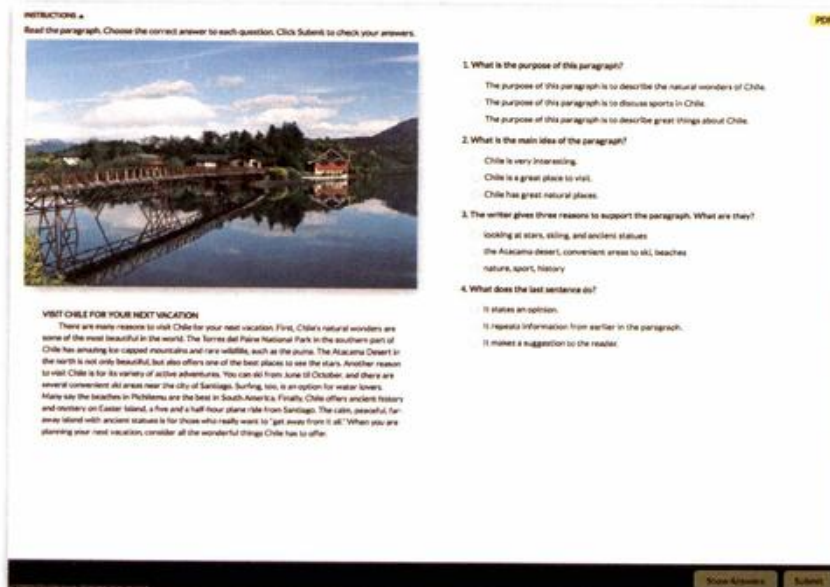 INSTRUCTIONS
Read the paragraph. Choose the correct answer to each question. Click Submit to check your answers.
PDF
VISIT CHILE FOR YOUR NEXT VACATION
There are many reasons to visit Chile for your next vacation. First, Chile's natural wonders are
some of the most beautiful in the world. The Torres del Paine National Park in the southern part of
Chile has amazing ice-capped mountains and rare wildlife, such as the puma. The Atacama Desert in
the north is not only beautiful, but also offers one of the best places to see the stars. Another reason
to visit Chile is for its variety of active adventures. You can ski from June til October, and there are
several convenient ski areas near the city of Santiago. Surfing, too, is an option for water lovers.
Many say the beaches in Pichilemu are the best in South America. Finally, Chile offers ancient history
and mystery on Easter Island, a five and a half-hour plane ride from Santiago. The calm, peaceful, far-
away island with ancient statues is for those who really want to "get away from it all." When you are
planning your next vacation, consider all the wonderful things Chile has to offer.
1. What is the purpose of this paragraph?
The purpose of this paragraph is to describe the natural wonders of Chile.
The purpose of this paragraph is to discuss sports in Chile.
The purpose of this paragraph is to describe great things about Chile.
2. What is the main idea of the paragraph?
Chile is very interesting.
Chile is a great place to visit.
Chile has great natural places.
3. The writer gives three reasons to support the paragraph. What are they?
looking at stars, skiing, and ancient statues
the Atacama desert, convenient areas to ski, beaches
nature, sport, history
4. What does the last sentence do?
It states an opinion.
It repeats information from earlier in the paragraph.
It makes a suggestion to the reader.
Show Answers
Submit